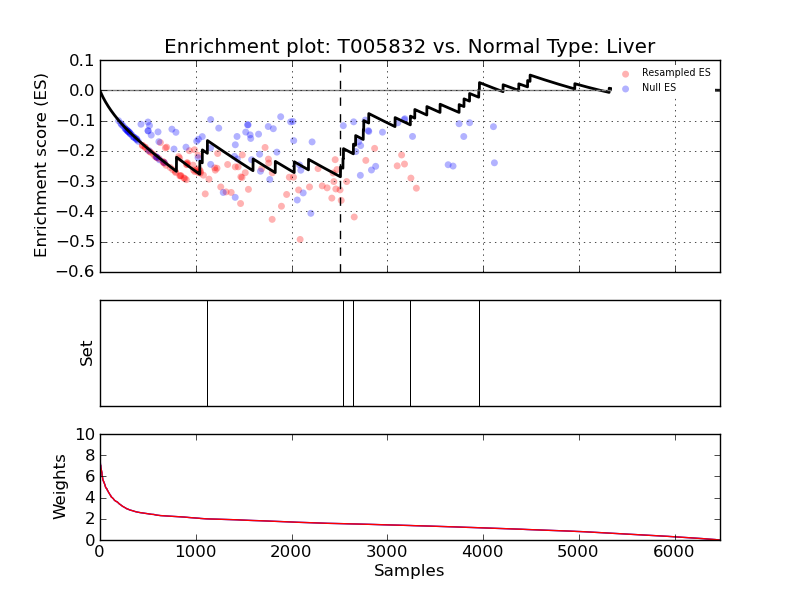 Enrichment plot: T005832 vs. Normal Type: Liver
Enrichment score (ES)
0.1
0.0
−0.1
−0.2
−0.3
−0.4
−0.5
−0.6
Resampled ES
Null ES
Set
Weights
10
8
6
4
2
0
0 1000 2000 3000 4000 5000 6000
Samples